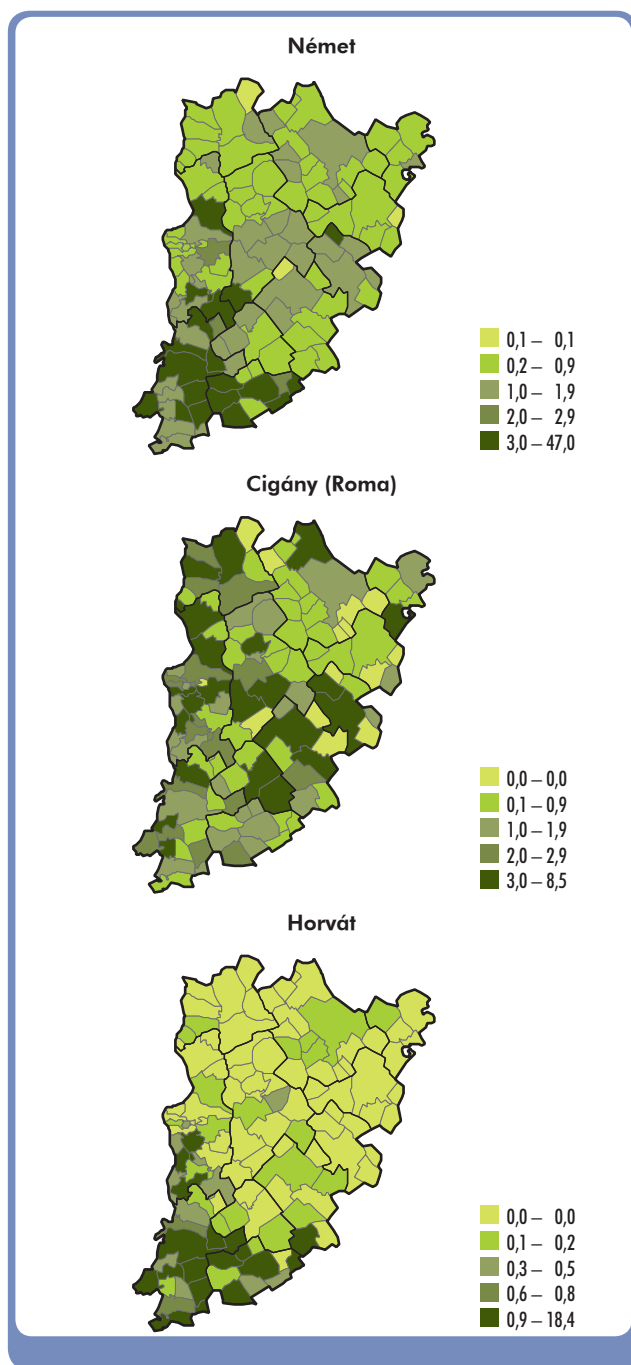 Német
0,1 – 0,1
0,2 – 0,9
1,0 – 1,9
2,0 – 2,9
3,0 – 47,0
Cigány (Roma)
0,0 – 0,0
0,1 – 0,9
1,0 – 1,9
2,0 – 2,9
3,0 – 8,5
Horvát
0,0 – 0,0
0,1 – 0,2
0,3 – 0,5
0,6 – 0,8
0,9 – 18,4